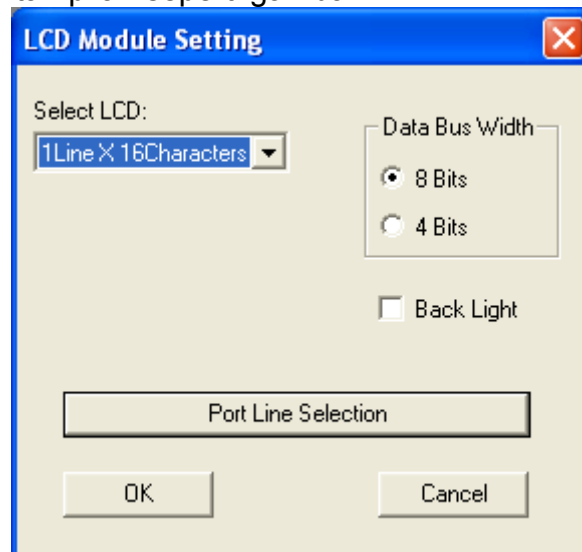 LCD Module Setting
Select LCD:
1Line X 16Characters
Data Bus Width
8 Bits
4 Bits
Back Light
Port Line Selection
OK
Cancel